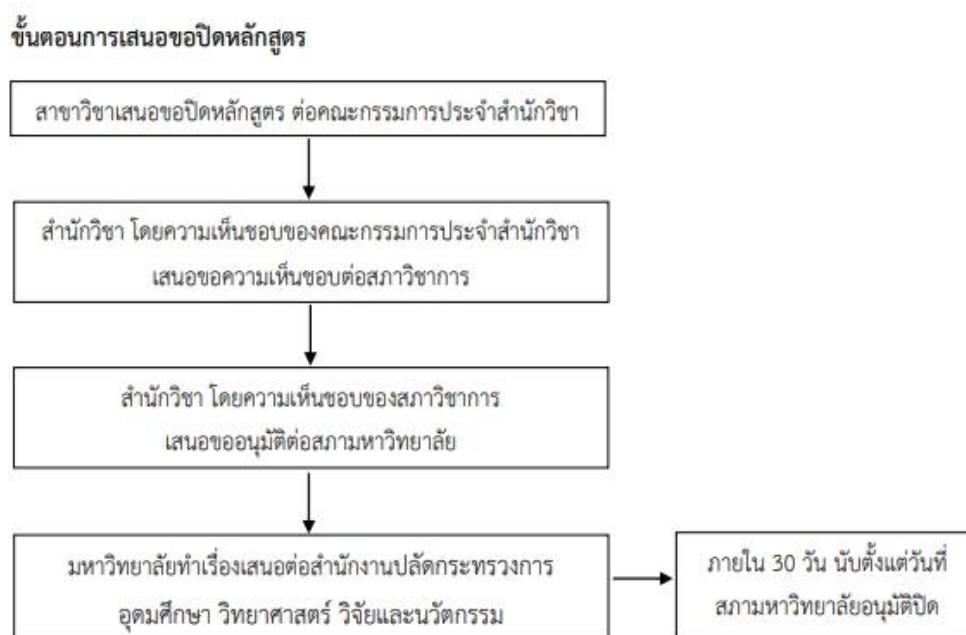 ขั้นตอนการเสนอขอปิดหลักสูตร
สาขาวิชาเสนอขอปิดหลักสูตร ต่อคณะกรรมการประจำสำนักวิชา
สำนักวิชา โดยความเห็นชอบของคณะกรรมการประจำสำนักวิชา
เสนอขอความเห็นชอบต่อสภาวิชาการ
สำนักวิชา โดยความเห็นชอบของสภาวิชาการ
เสนอขออนุมัติต่อสภามหาวิทยาลัย
มหาวิทยาลัยทำเรื่องเสนอต่อสำนักงานปลัดกระทรวงการ
อุดมศึกษา วิทยาศาสตร์ วิจัยและนวัตกรรม
ภายใน 30 วัน นับตั้งแต่วันที่
สภามหาวิทยาลัยอนุมัติปิด